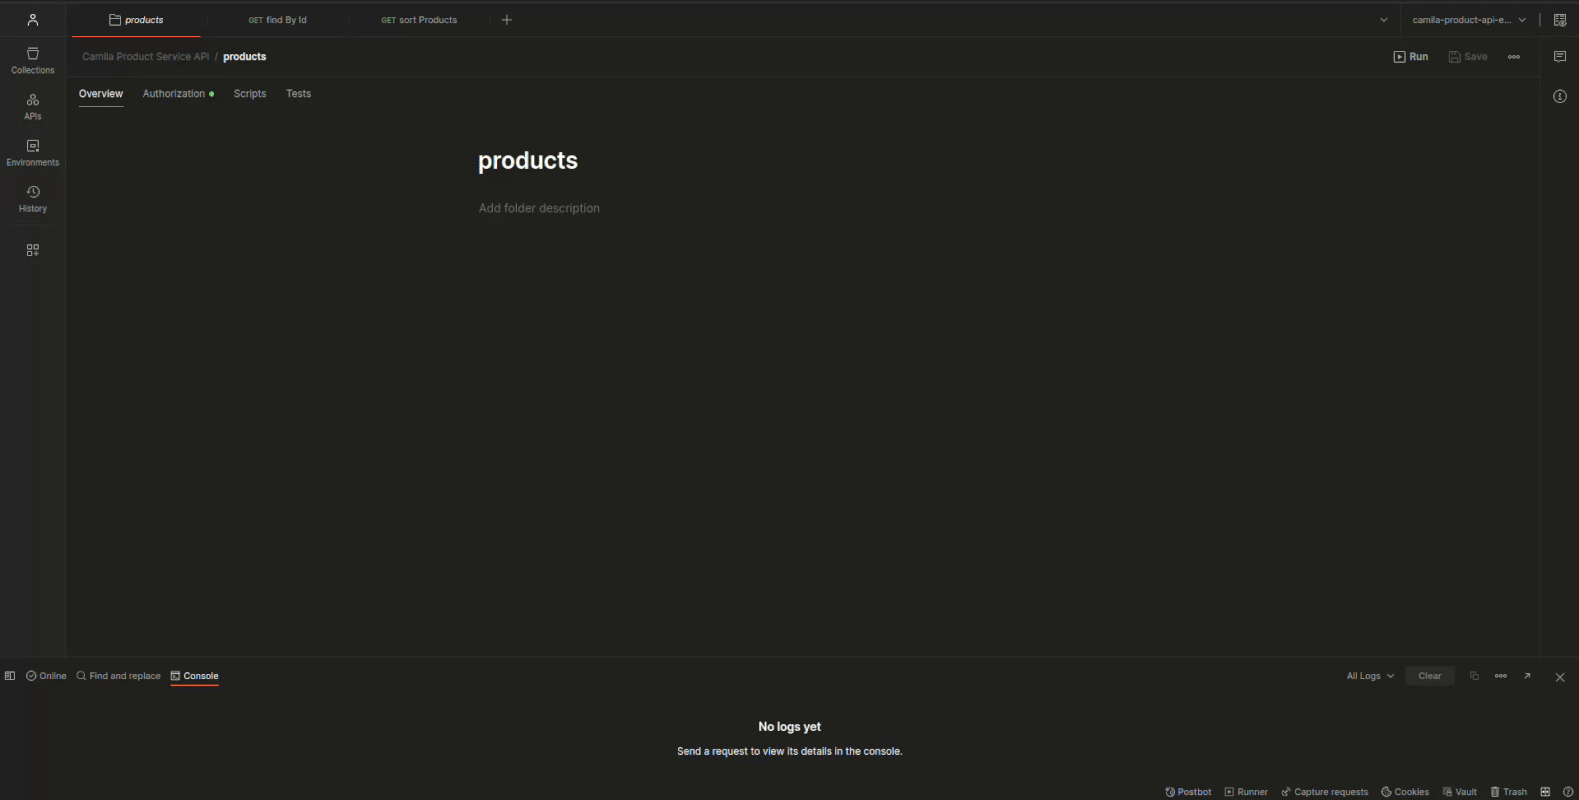 products
GET find By Id
GET sort Products
camila-product-api-e...
Collections
APIs
Environments
History
Camila Product Service API / products
Run
Save
Overview
Authorization
Scripts
Tests
products
Add folder description
Online
Find and replace
Console
All Logs
Clear
No logs yet
Send a request to view its details in the console.
Postbot
Runner
Capture requests
Cookies
Vault
Trash